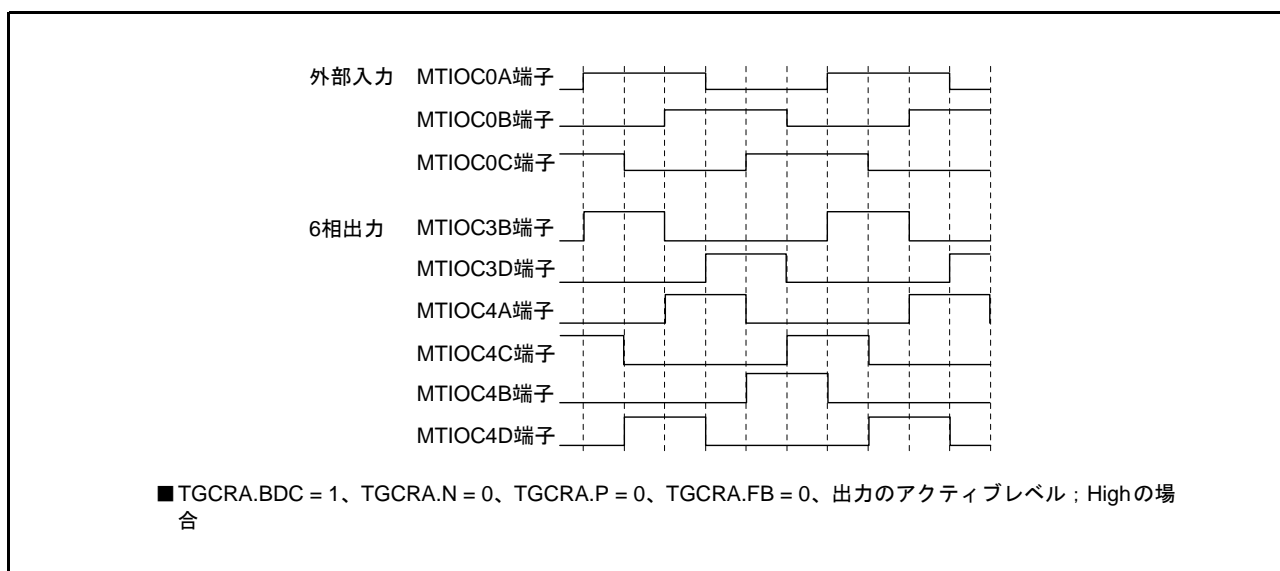 外部入力 MTIOC0A端子
MTIOC0B端子
MTIOC0C端子
6相出力 MTIOC3B端子
MTIOC3D端子
MTIOC4A端子
MTIOC4C端子
MTIOC4B端子
MTIOC4D端子
■TGCRA.BDC = 1、TGCRA.N = 0、TGCRA.P = 0、TGCRA.FB = 0、出力のアクティブレベル ; Highの場
合